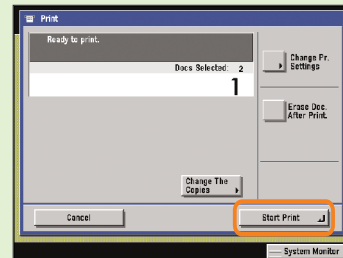 Print
Ready to print.
Docs Selected: 2
1
Change Pr.
Settings
Erase Doc.
After Print
Change The
Copies
Cancel
Start Print
System Monitor